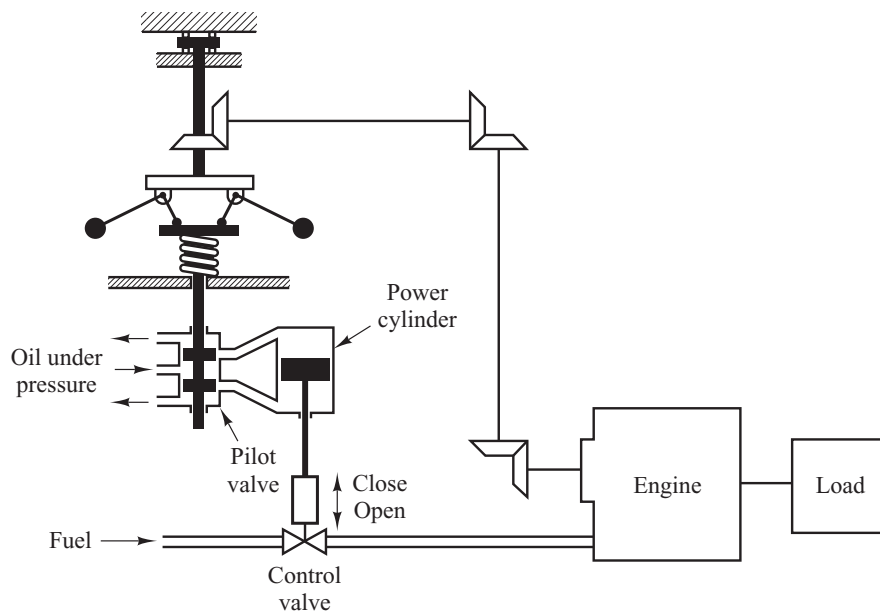 Power
cylinder
Oil under
pressure
Pilot
valve
Close
Open
Engine
Load
Fuel
Control
valve